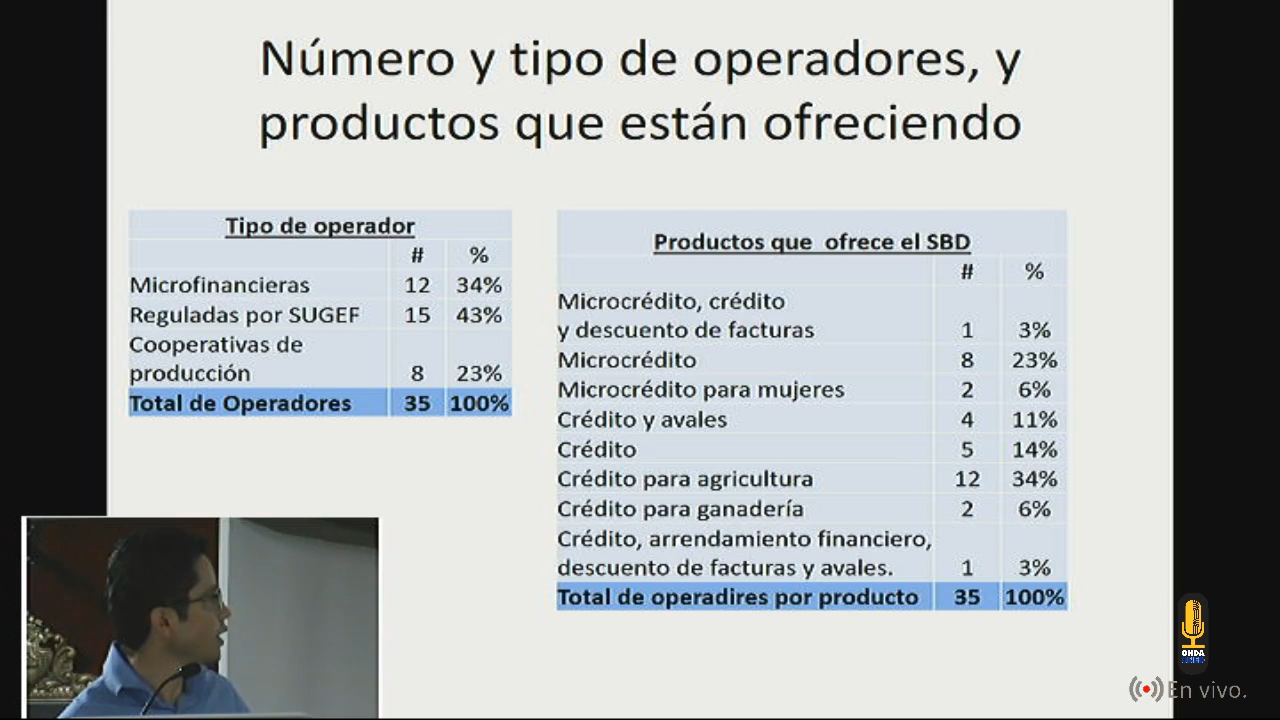 Número y tipo de operadores, y
productos que están ofreciendo
Tipo de operador
# %
Microfinancieras 12 34%
Reguladas por SUGEF 15 43%
Cooperativas de
producción 8 23%
Total de Operadores 35 100%
Productos que ofrece el SBD
# %
Microcrédito, crédito
y descuento de facturas 1 3%
Microcrédito 8 23%
Microcrédito para mujeres 2 6%
Crédito y avales 4 11%
Crédito 5 14%
Crédito para agricultura 12 34%
Crédito para ganadería 2 6%
Crédito, arrendamiento financiero,
descuento de facturas y avales. 1 3%
Total de operadires por producto 35 100%
ONDA
En vivo.